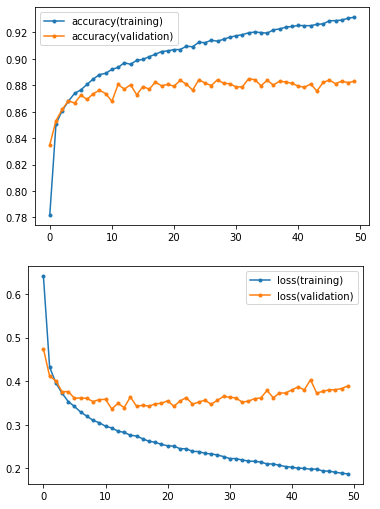 accuracy(training)
accuracy(validation)
0.92
0.90
0.88
0.86
0.84
0.82
0.80
0.78
0 10 20 30 40 50
loss(training)
loss(validation)
0.6
0.5
0.4
0.3
0.2
0 10 20 30 40 50